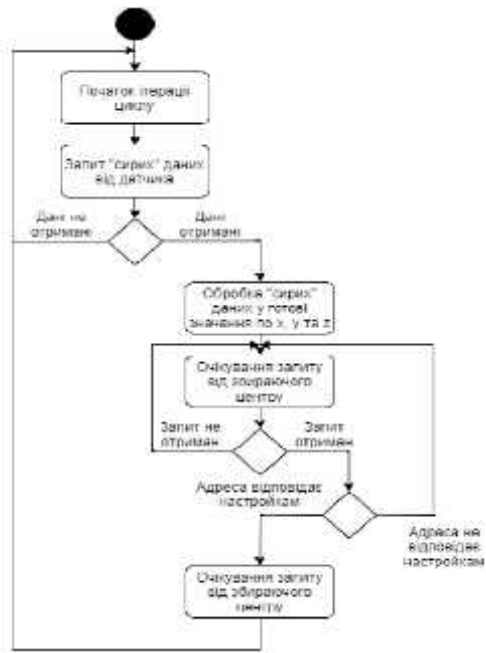 Початок ітерації
циклу
Запит "сирих" даних
від датчика
Дані не
отримані
Дані
отримані
Обробка "сирих"
даних у готові
значення по x, y та z
Очікування запиту
від збираючого
центру
Запит не
отриман
Запит
отриман
Адреса відповідає
настройкам
Адреса не
відповідає
настройкам
Очікування запиту
від збираючого
центру